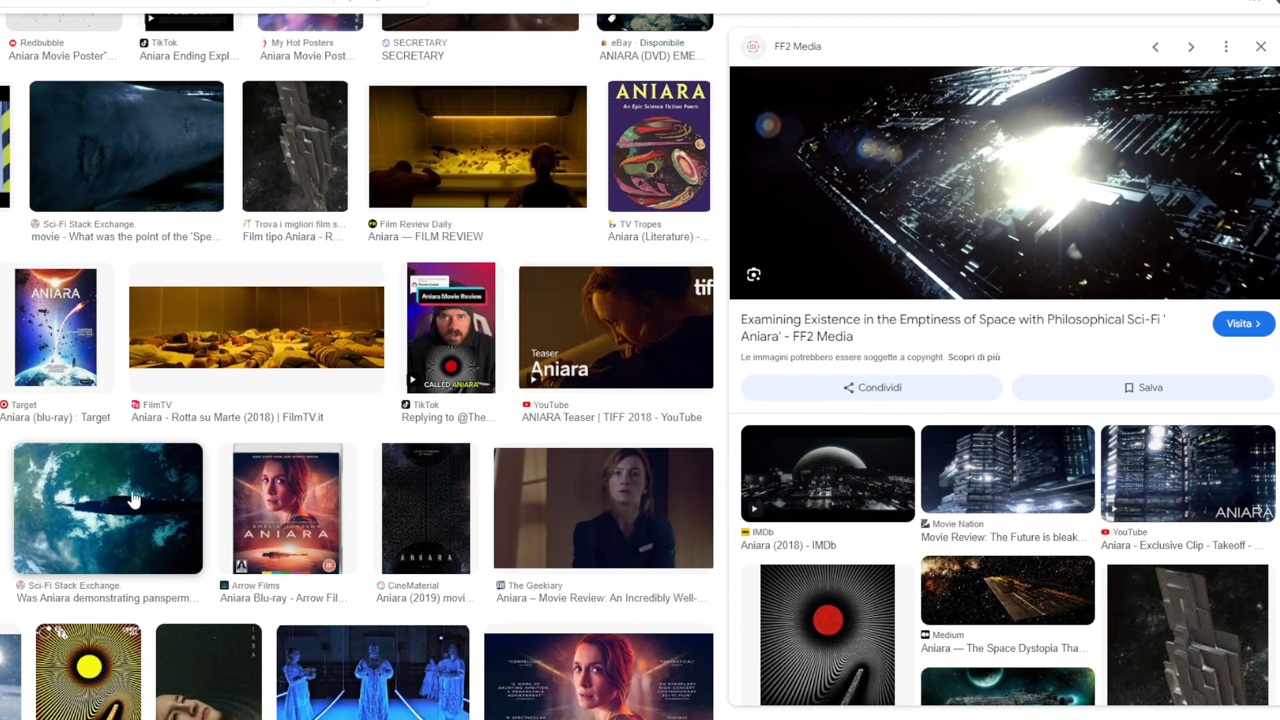 Redbubble
Aniara Movie Poster"...
TikTok
Aniara Ending Expl...
My Hot Posters
Aniara Movie Post...
SECRETARY
SECRETARY
eBay · Disponibile
ANIARA (DVD) EME...
Sci-Fi Stack Exchange.
movie - What was the point of the 'Spe...
Trova i migliori film s...
Film tipo Aniara - R...
Film Review Daily
Aniara — FILM REVIEW
ANIARA
An Epic Science Fiction Poem
TV Tropes
Aniara (Literature) -...
ANIARA
Target
Aniara (blu-ray) : Target
FilmTV
Aniara - Rotta su Marte (2018) | FilmTV.it
Aniara Movie Review
CALLED ANIARA
TikTok
Replying to @The...
tiff
Teaser
Aniara
YouTube
ANIARA Teaser | TIFF 2018 - YouTube
Sci-Fi Stack Exchange.
Was Aniara demonstrating pansperm...
ANIARA
Arrow Films
Aniara Blu-ray - Arrow Fil...
ANIARA
CineMaterial
Aniara (2019) movi...
The Geekiary
Aniara – Movie Review: An Incredibly Well-...
FF2 Media
Examining Existence in the Emptiness of Space with Philosophical Sci-Fi '
Aniara' - FF2 Media
Visita
Le immagini potrebbero essere soggette a copyright. Scopri di più
Condividi
Salva
IMDb
Aniara (2018) - IMDb
Movie Nation
Movie Review: The Future is bleak...
ANIARA
YouTube
Aniara - Exclusive Clip - Takeoff - ...
Medium
Aniara — The Space Dystopia Tha...